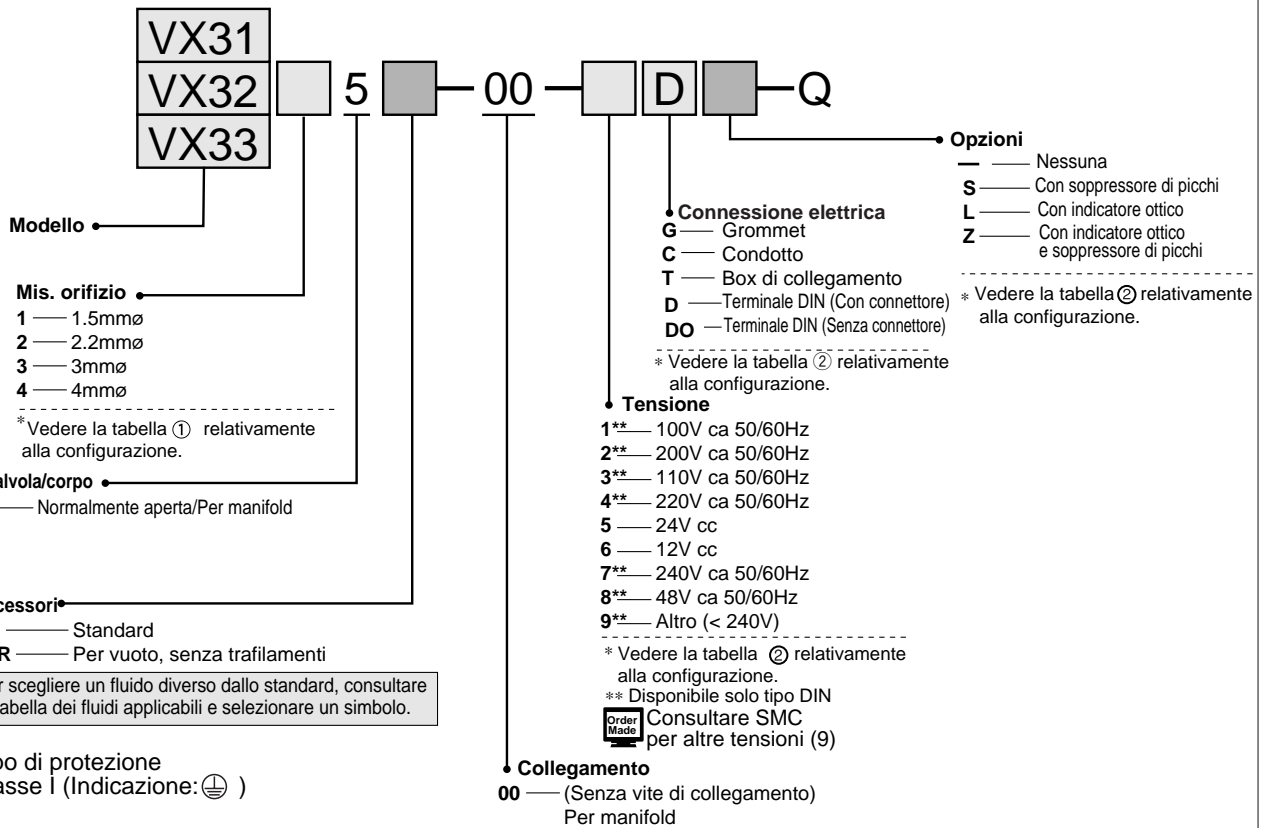 VX31
VX32
VX33
5
00
D
Q
Opzioni
— Nessuna
S Con soppressore di picchi
L Con indicatore ottico
Z Con indicatore ottico
e soppressore di picchi
* Vedere la tabella ② relativamente
alla configurazione.
Connessione elettrica
G Grommet
C Condotto
T Box di collegamento
D Terminale DIN (Con connettore)
DO Terminale DIN (Senza connettore)
* Vedere la tabella ② relativamente
alla configurazione.
Modello
Mis. orifizio
1 1.5mmø
2 2.2mmø
3 3mmø
4 4mmø
* Vedere la tabella ① relativamente
alla configurazione.
alvola/corpo
Normalmente aperta/Per manifold
Tensione
1** 100V ca 50/60Hz
2** 200V ca 50/60Hz
3** 110V ca 50/60Hz
4** 220V ca 50/60Hz
5 24V cc
6 12V cc
7** 240V ca 50/60Hz
8** 48V ca 50/60Hz
9** Altro (< 240V)
* Vedere la tabella ② relativamente
alla configurazione.
** Disponibile solo tipo DIN
Order Made
Consultare SMC
per altre tensioni (9)
cessori
Standard
R Per vuoto, senza trafilamenti
r scegliere un fluido diverso dallo standard, consultare
abella dei fluidi applicabili e selezionare un simbolo.
po di protezione
asse I (Indicazione: )
Collegamento
00 (Senza vite di collegamento)
Per manifold